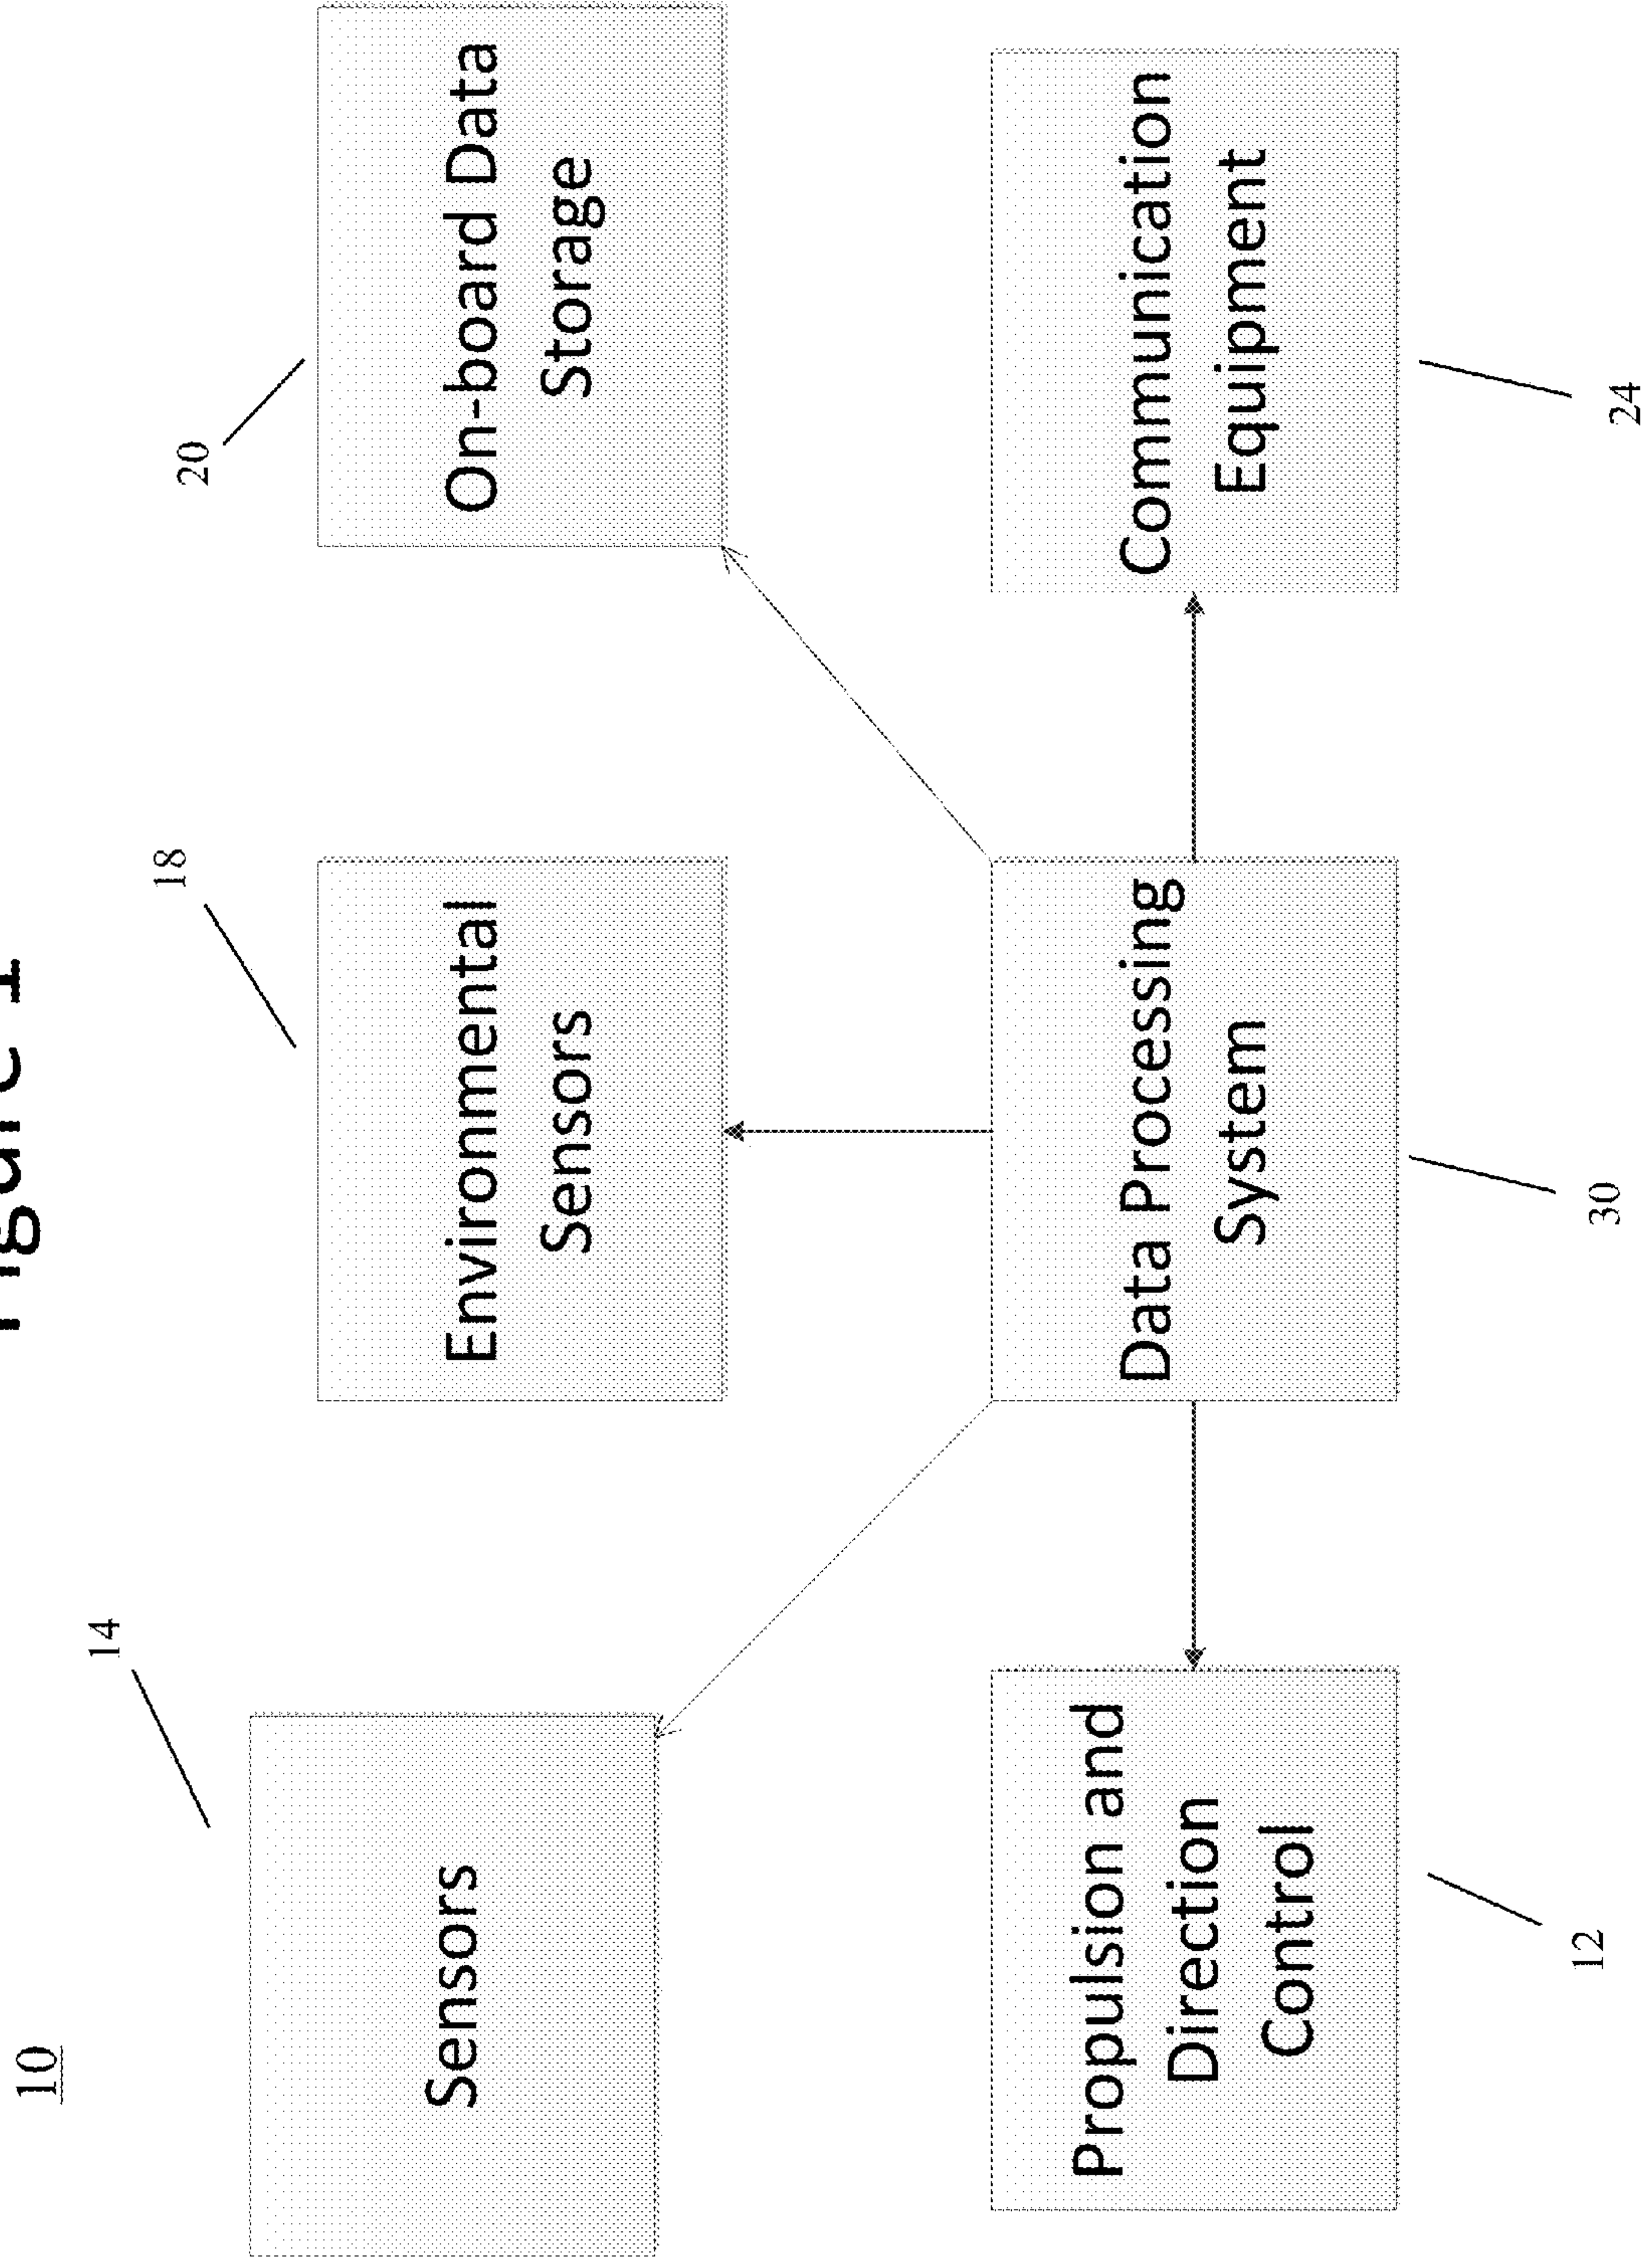 Figure 1
10
14
18
20
Sensors
Environmental
Sensors
On-board Data
Storage
Propulsion and
Direction
Control
Data Processing
System
Communication
Equipment
12
30
24